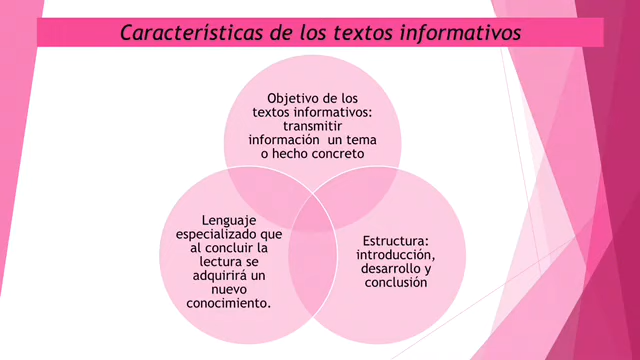 Características de los textos informativos
Objetivo de los
textos informativos:
transmitir
información un tema
o hecho concreto
Lenguaje
especializado que
al concluir la
lectura se
adquirirá un
nuevo
conocimiento.
Estructura:
introducción,
desarrollo y
conclusión